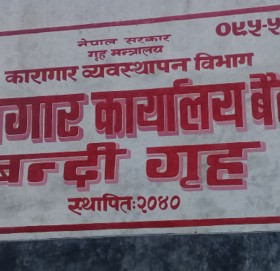 ०९५-५
नेपाल सरकार
गृह मन्त्रालय
कारागार व्यवस्थापन विभाग
गार कार्यालय बै
बन्दी गृह
स्थापितः२०४०